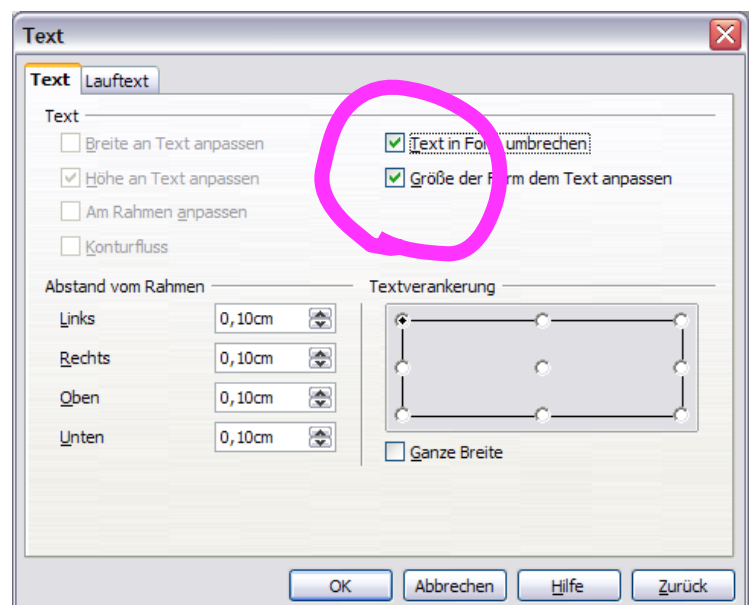 Text
Text Lauftext
Text
Breite an Text anpassen
Text in Form umbrechen
Höhe an Text anpassen
Größe der Form dem Text anpassen
Am Rahmen anpassen
Konturfluss
Abstand vom Rahmen
Textverankerung
Links 0,10cm
Rechts 0,10cm
Oben 0,10cm
Unten 0,10cm
Ganze Breite
OK Abbrechen Hilfe Zurück